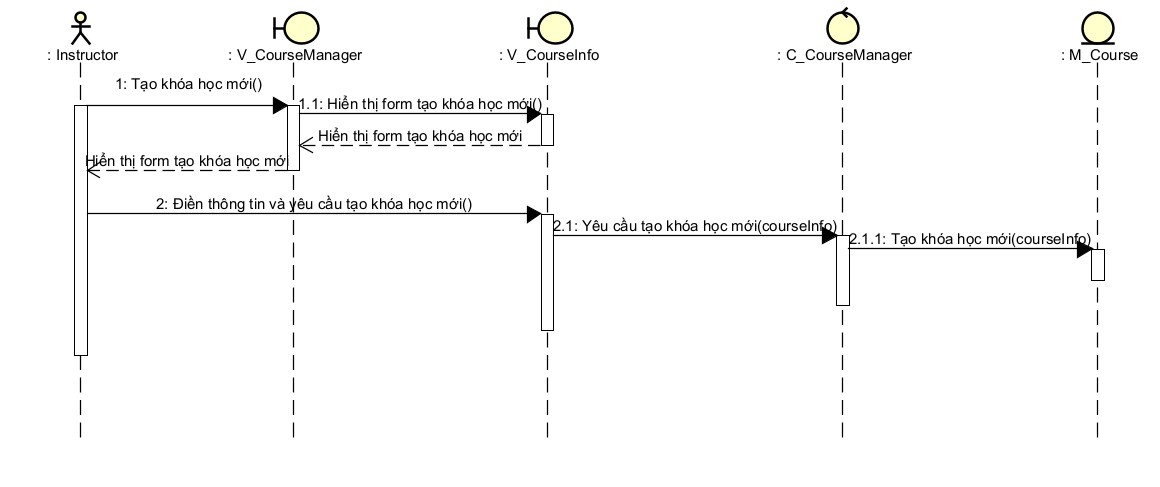 : Instructor
: V_CourseManager
: V_CourseInfo
: C_CourseManager
: M_Course
1: Tạo khóa học mới()
1.1: Hiển thị form tạo khóa học mới()
Hiển thị form tạo khóa học mới
Hiển thị form tạo khóa học mới
2: Điền thông tin và yêu cầu tạo khóa học mới()
2.1: Yêu cầu tạo khóa học mới(courseInfo)
2.1.1: Tạo khóa học mới(courseInfo)